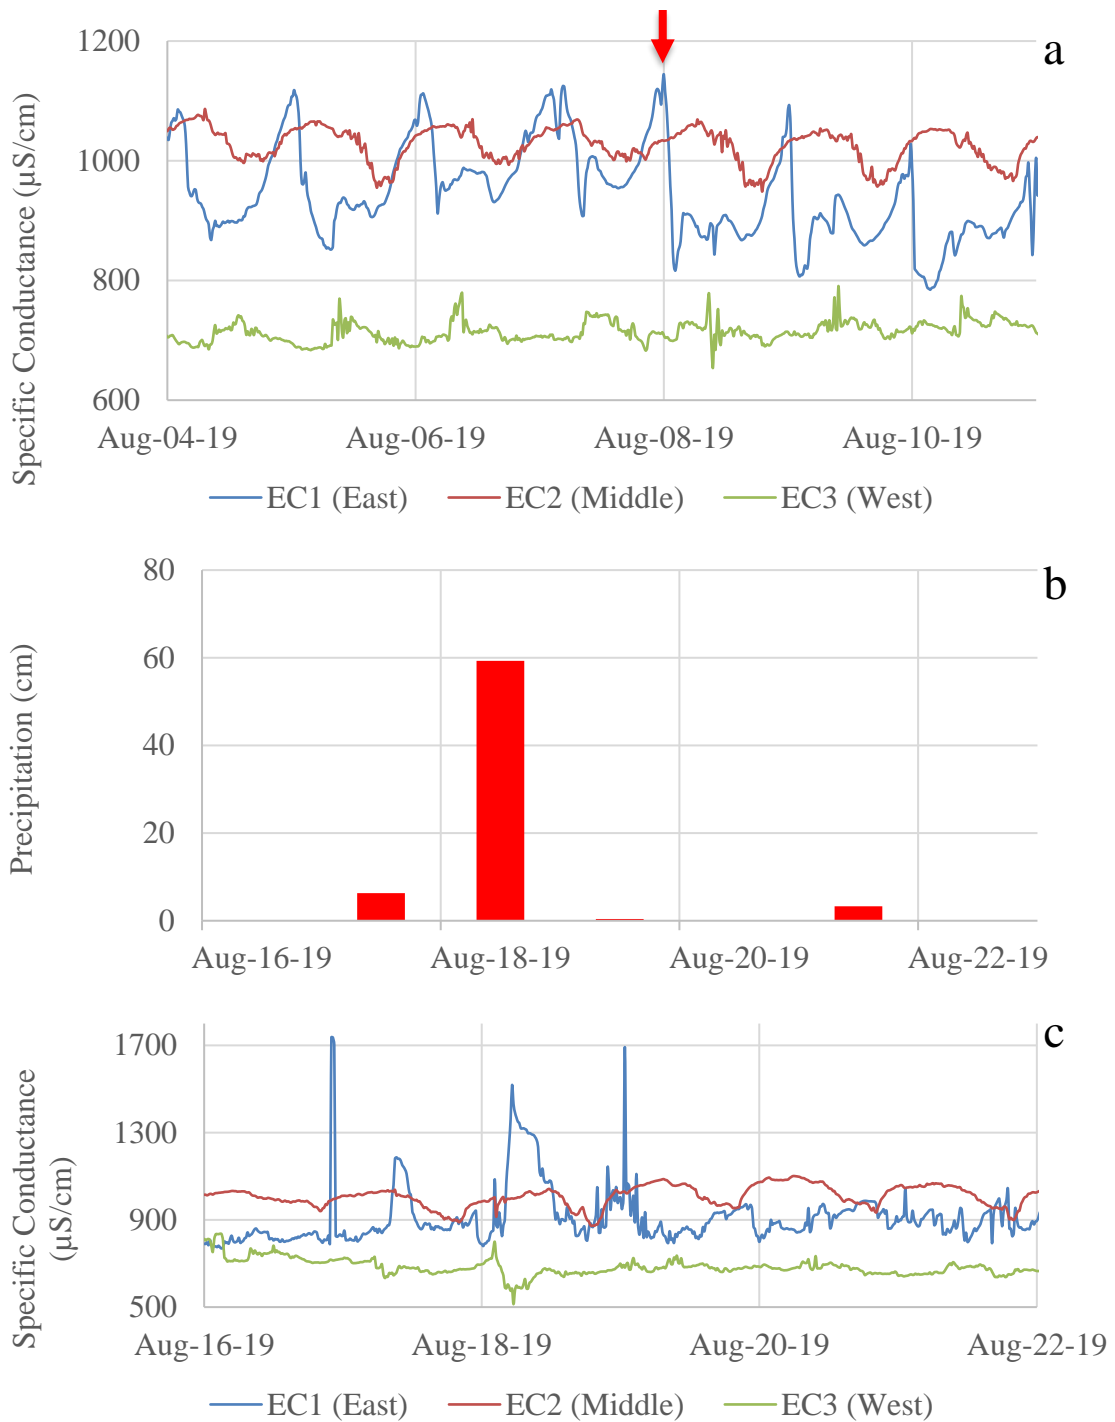 a
Specific Conductance (µS/cm)
1200
1000
800
600
Aug-04-19 Aug-06-19 Aug-08-19 Aug-10-19
EC1 (East) EC2 (Middle) EC3 (West)
b
Precipitation (cm)
80
60
40
20
0
Aug-16-19 Aug-18-19 Aug-20-19 Aug-22-19
c
Specific Conductance
(µS/cm)
1700
1300
900
500
Aug-16-19 Aug-18-19 Aug-20-19 Aug-22-19
EC1 (East) EC2 (Middle) EC3 (West)